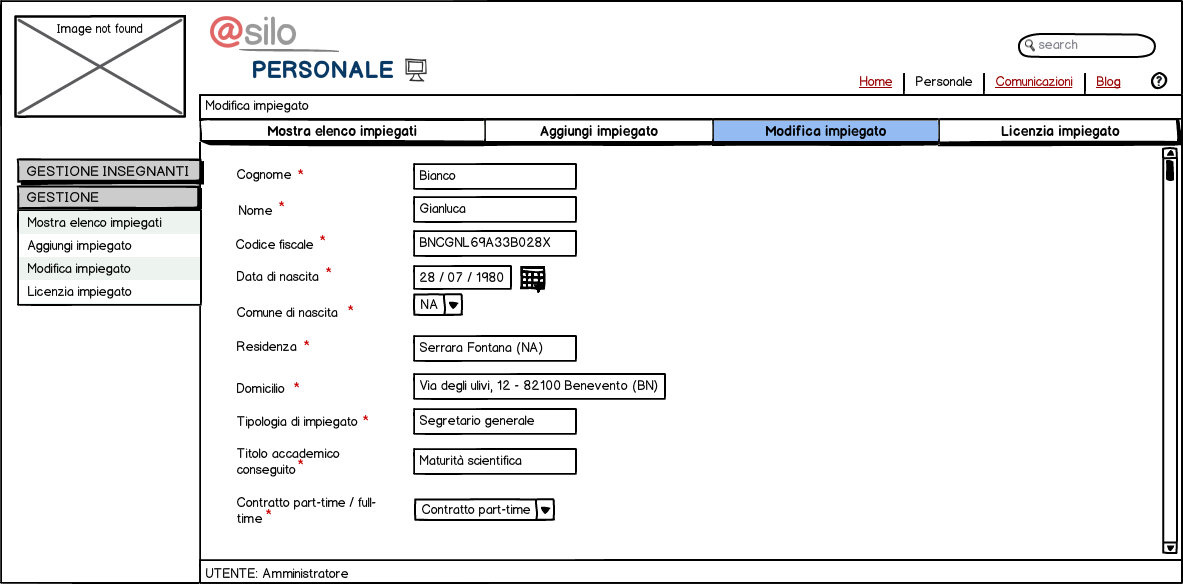 Image not found
@silo
PERSONALE
search
Home
Personale
Comunicazioni
Blog
?
Modifica impiegato
Mostra elenco impiegati
Aggiungi impiegato
Modifica impiegato
Licenzia impiegato
GESTIONE INSEGNANTI
GESTIONE
Mostra elenco impiegati
Aggiungi impiegato
Modifica impiegato
Licenzia impiegato
Cognome *
Bianco
Nome *
Gianluca
Codice fiscale *
BNCGNL69A33B028X
Data di nascita *
28 / 07 / 1980
Comune di nascita *
NA
Residenza *
Serrara Fontana (NA)
Domicilio *
Via degli ulivi, 12 - 82100 Benevento (BN)
Tipologia di impiegato *
Segretario generale
Titolo accademico
conseguito *
Maturità scientifica
Contratto part-time / full-
time *
Contratto part-time
UTENTE: Amministratore